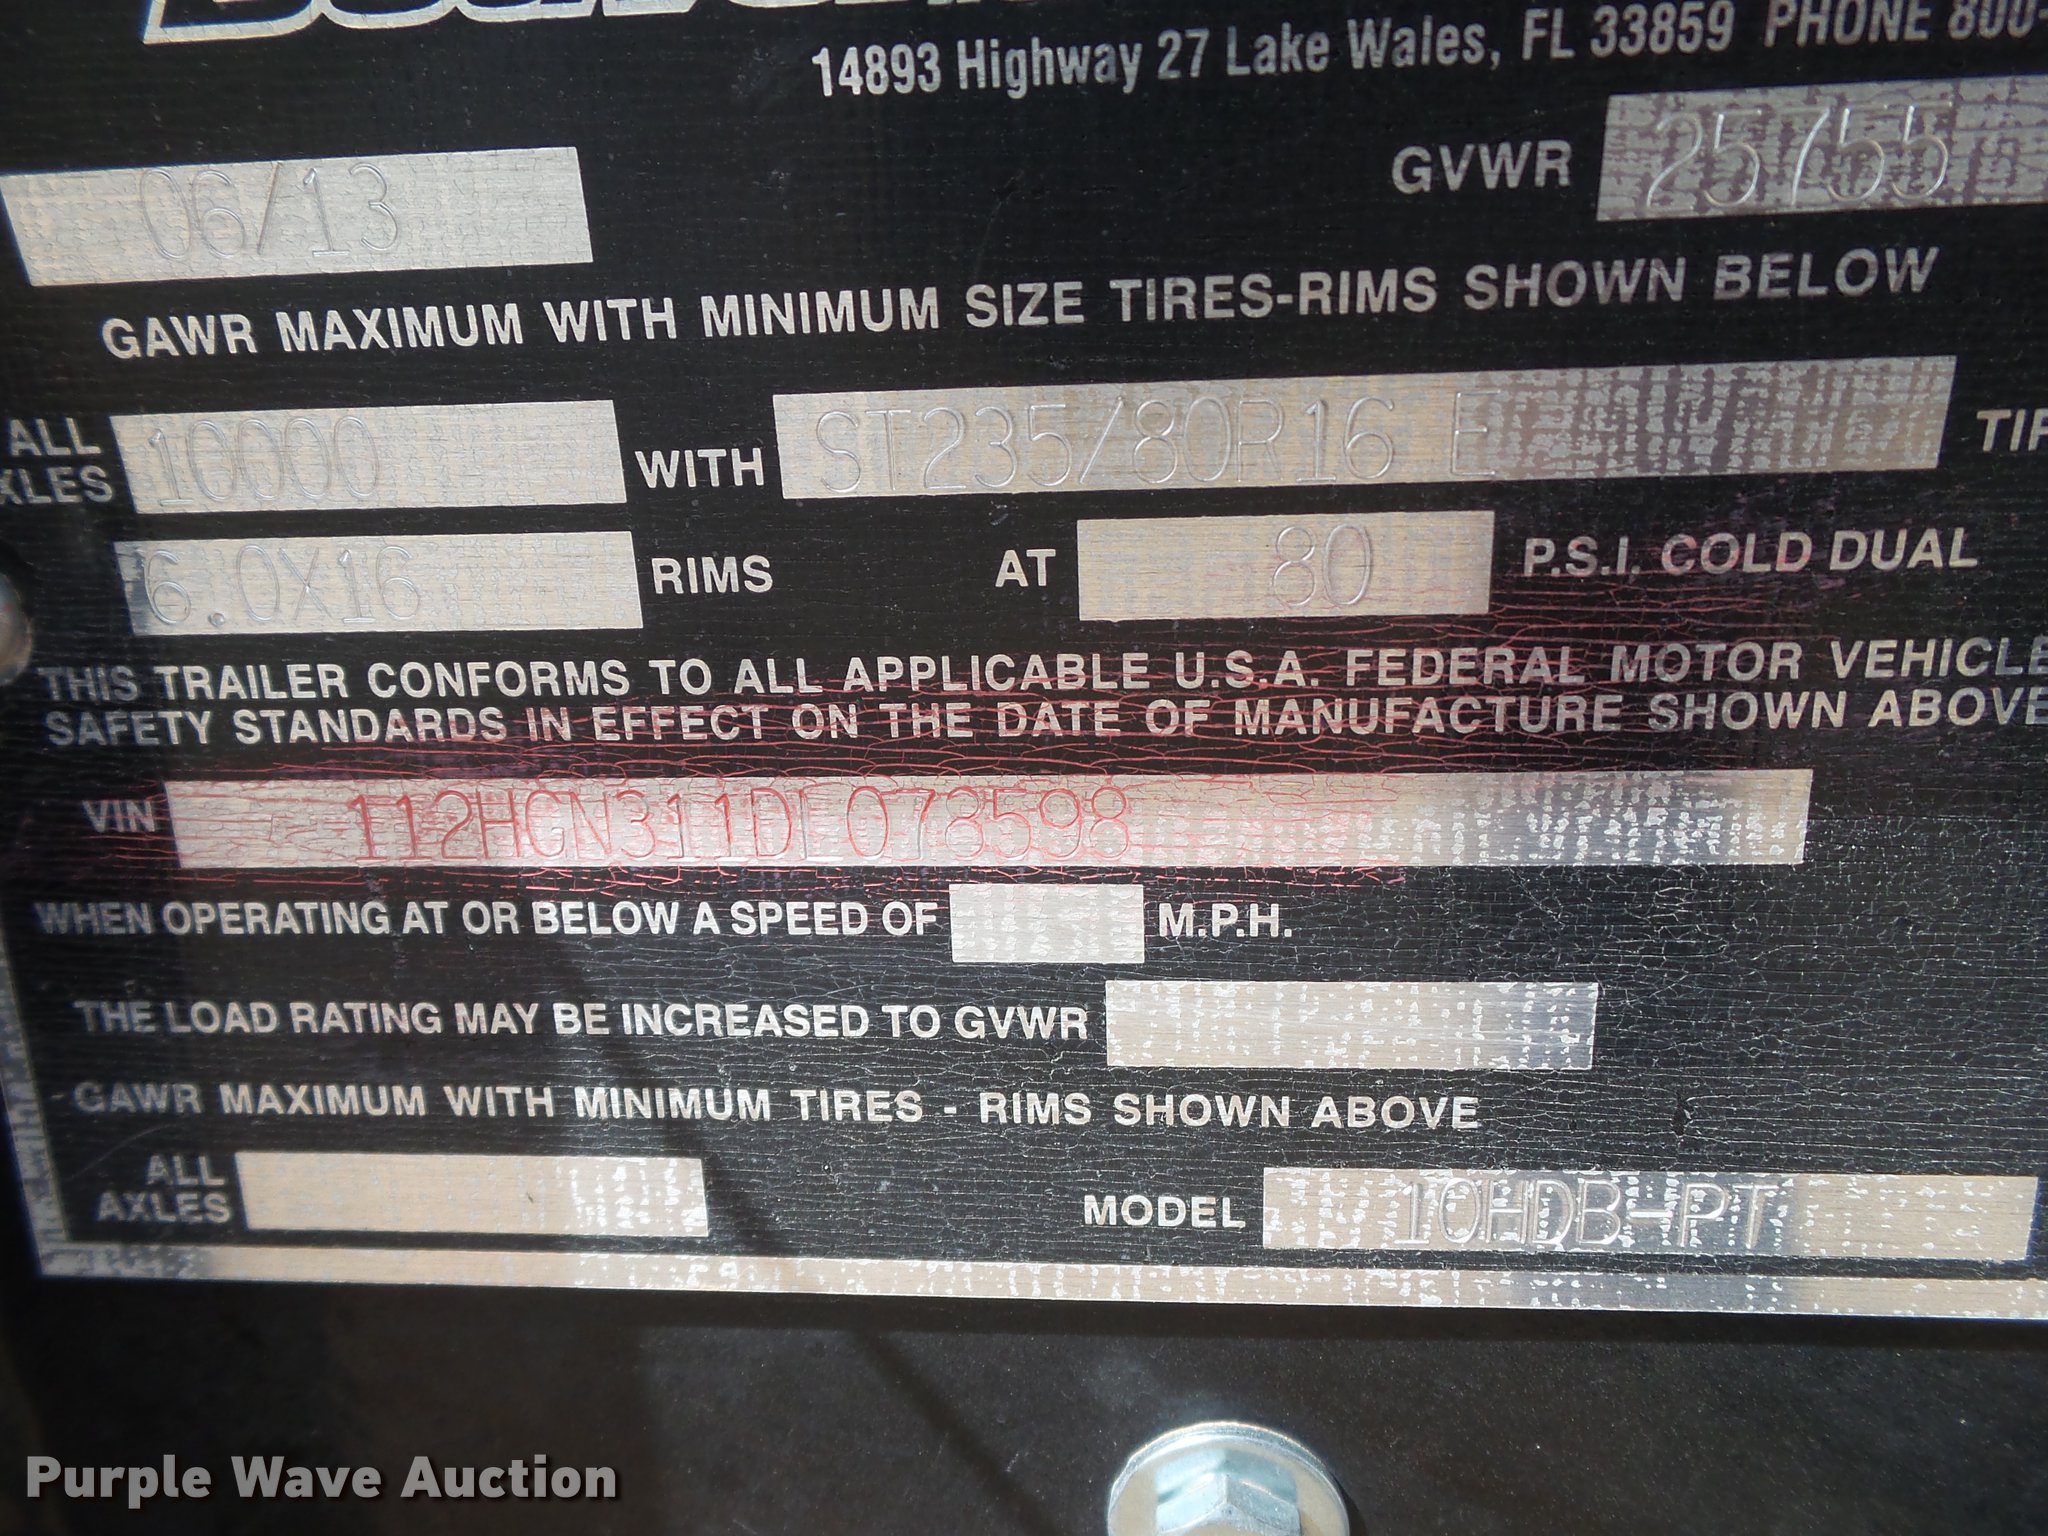 14893 Highway 27 Lake Wales, FL 33859 PHONE 800-
06/13
GVWR 25755
GAWR MAXIMUM WITH MINIMUM SIZE TIRES-RIMS SHOWN BELOW
ALL AXLES 10000 WITH ST235/80R16 E
6.0X16 RIMS AT 80 P.S.I. COLD DUAL
THIS TRAILER CONFORMS TO ALL APPLICABLE U.S.A. FEDERAL MOTOR VEHICLE
SAFETY STANDARDS IN EFFECT ON THE DATE OF MANUFACTURE SHOWN ABOVE
VIN 112HCN311DL078598
WHEN OPERATING AT OR BELOW A SPEED OF M.P.H.
THE LOAD RATING MAY BE INCREASED TO GVWR
GAWR MAXIMUM WITH MINIMUM TIRES - RIMS SHOWN ABOVE
ALL AXLES MODEL 10HDB-PT
Purple Wave Auction